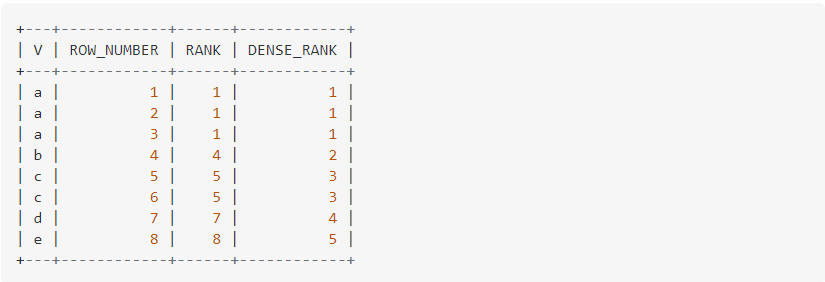 +---+------------+------+------------+
| V | ROW_NUMBER | RANK | DENSE_RANK |
+---+------------+------+------------+
| a |          1 |    1 |          1 |
| a |          2 |    1 |          1 |
| a |          3 |    1 |          1 |
| b |          4 |    4 |          2 |
| c |          5 |    5 |          3 |
| c |          6 |    5 |          3 |
| d |          7 |    7 |          4 |
| e |          8 |    8 |          5 |
+---+------------+------+------------+